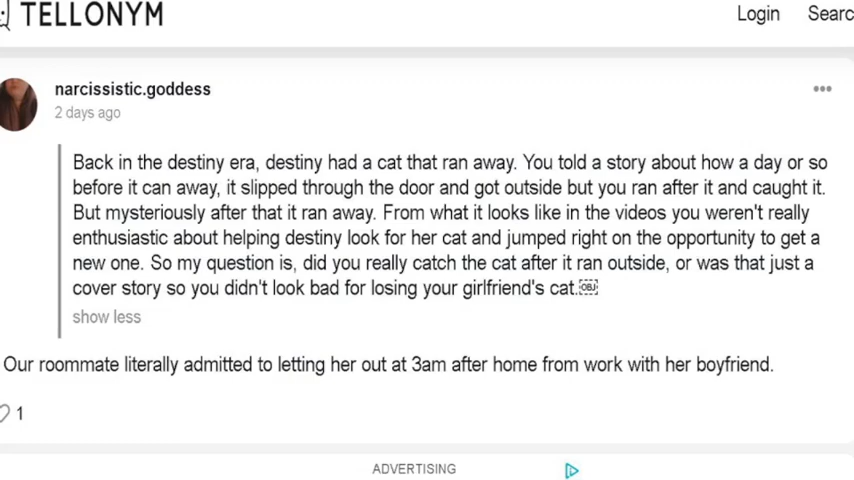 TELLONYM
Login Searc
narcissistic.goddess
2 days ago
Back in the destiny era, destiny had a cat that ran away. You told a story about how a day or so
before it can away, it slipped through the door and got outside but you ran after it and caught it.
But mysteriously after that it ran away. From what it looks like in the videos you weren't really
enthusiastic about helping destiny look for her cat and jumped right on the opportunity to get a
new one. So my question is, did you really catch the cat after it ran outside, or was that just a
cover story so you didn't look bad for losing your girlfriend's cat.￼
show less
Our roommate literally admitted to letting her out at 3am after home from work with her boyfriend.
1
ADVERTISING